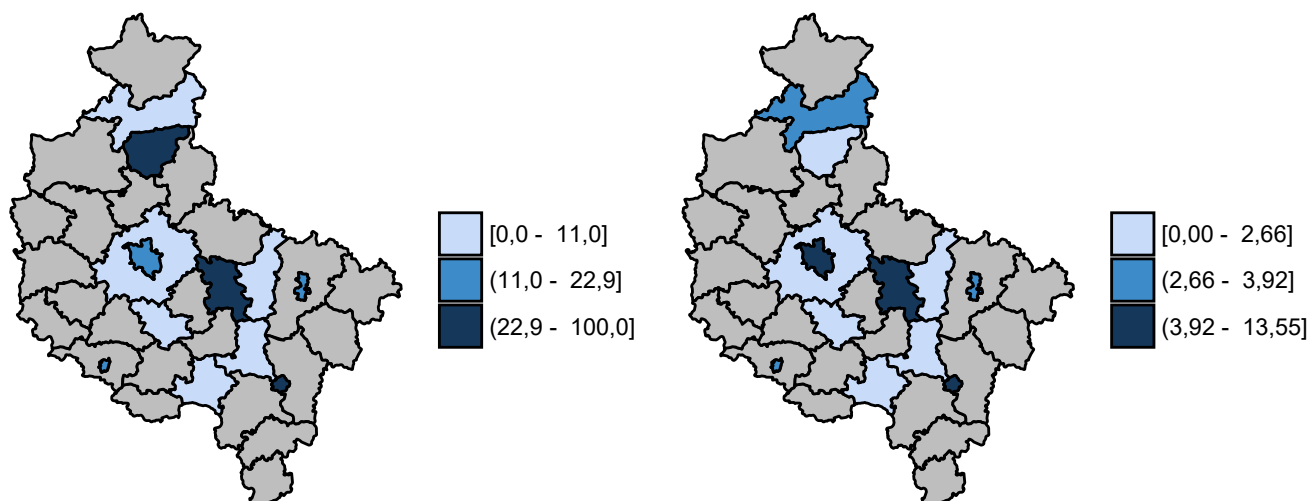 [0,0 - 11,0]
(11,0 - 22,9]
(22,9 - 100,0]
[0,00 - 2,66]
(2,66 - 3,92]
(3,92 - 13,55]